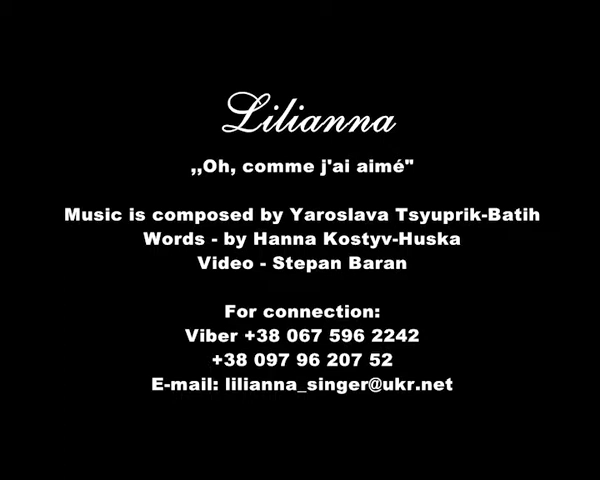 Lilianna
,,Oh, comme j'ai aimé"
Music is composed by Yaroslava Tsyuprik-Batih
Words - by Hanna Kostyv-Huska
Video - Stepan Baran
For connection:
Viber +38 067 596 2242
+38 097 96 207 52
E-mail: lilianna_singer@ukr.net